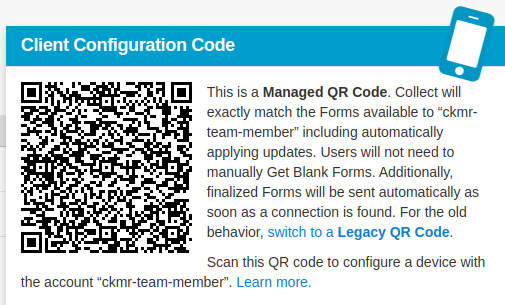 Client Configuration Code
This is a Managed QR Code. Collect will
exactly match the Forms available to “ckmr-
team-member” including automatically
applying updates. Users will not need to
manually Get Blank Forms. Additionally,
finalized Forms will be sent automatically as
soon as a connection is found. For the old
behavior, switch to a Legacy QR Code.
Scan this QR code to configure a device with
the account “ckmr-team-member”. Learn more.